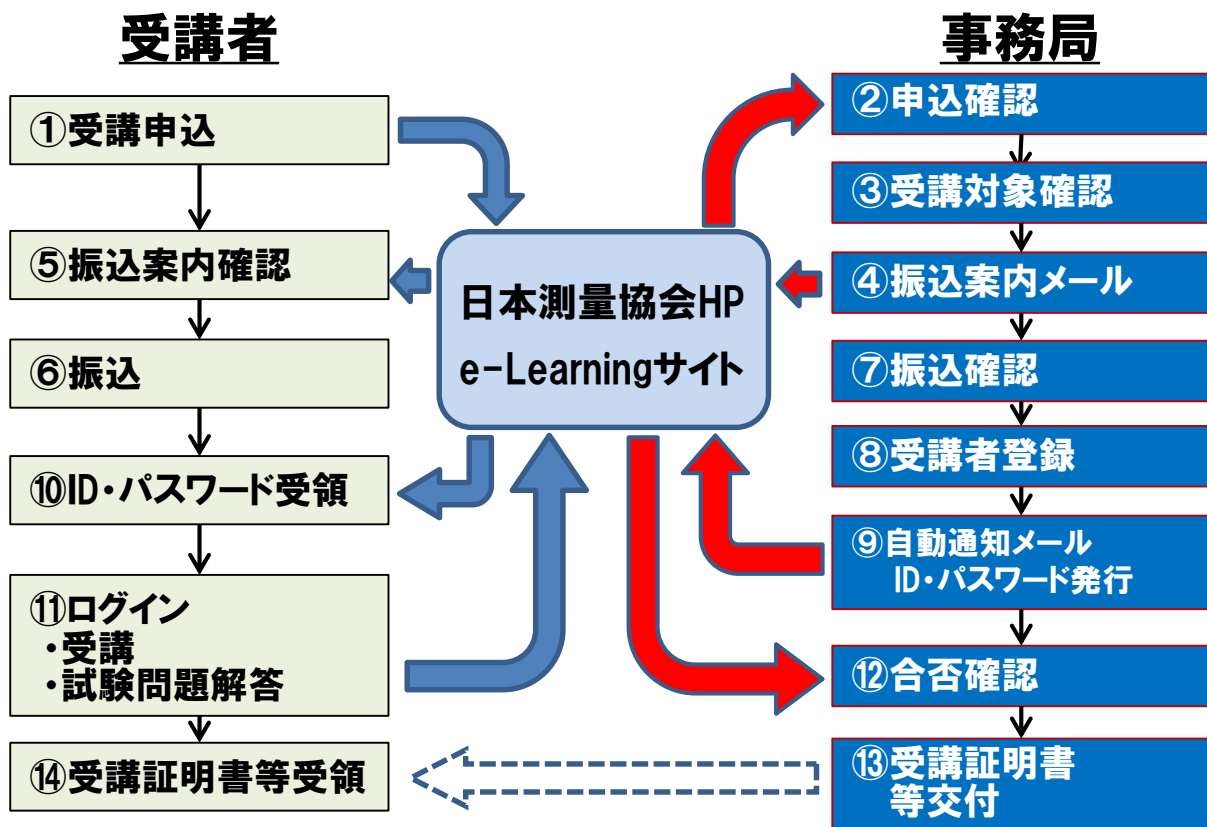 受講者
①受講申込
⑤振込案内確認
⑥振込
⑩ID・パスワード受領
⑪ログイン
・受講
・試験問題解答
⑭受講証明書等受領
日本測量協会HP
e-Learningサイト
事務局
②申込確認
③受講対象確認
④振込案内メール
⑦振込確認
⑧受講者登録
⑨自動通知メール
ID・パスワード発行
⑫合否確認
⑬受講証明書
等交付